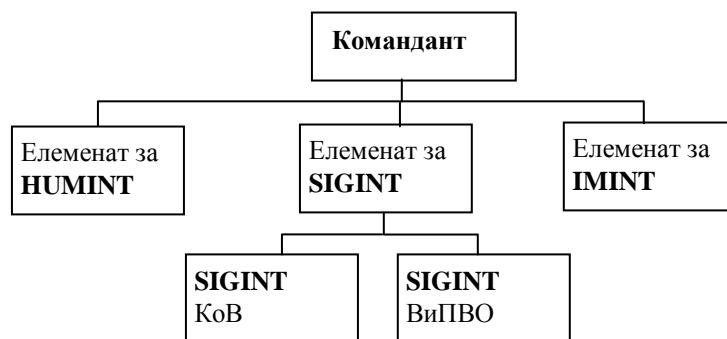 Командант
Елеменат за
HUMINT
Елеменат за
SIGINT
Елеменат за
IMINT
SIGINT
КоВ
SIGINT
ВиПВО